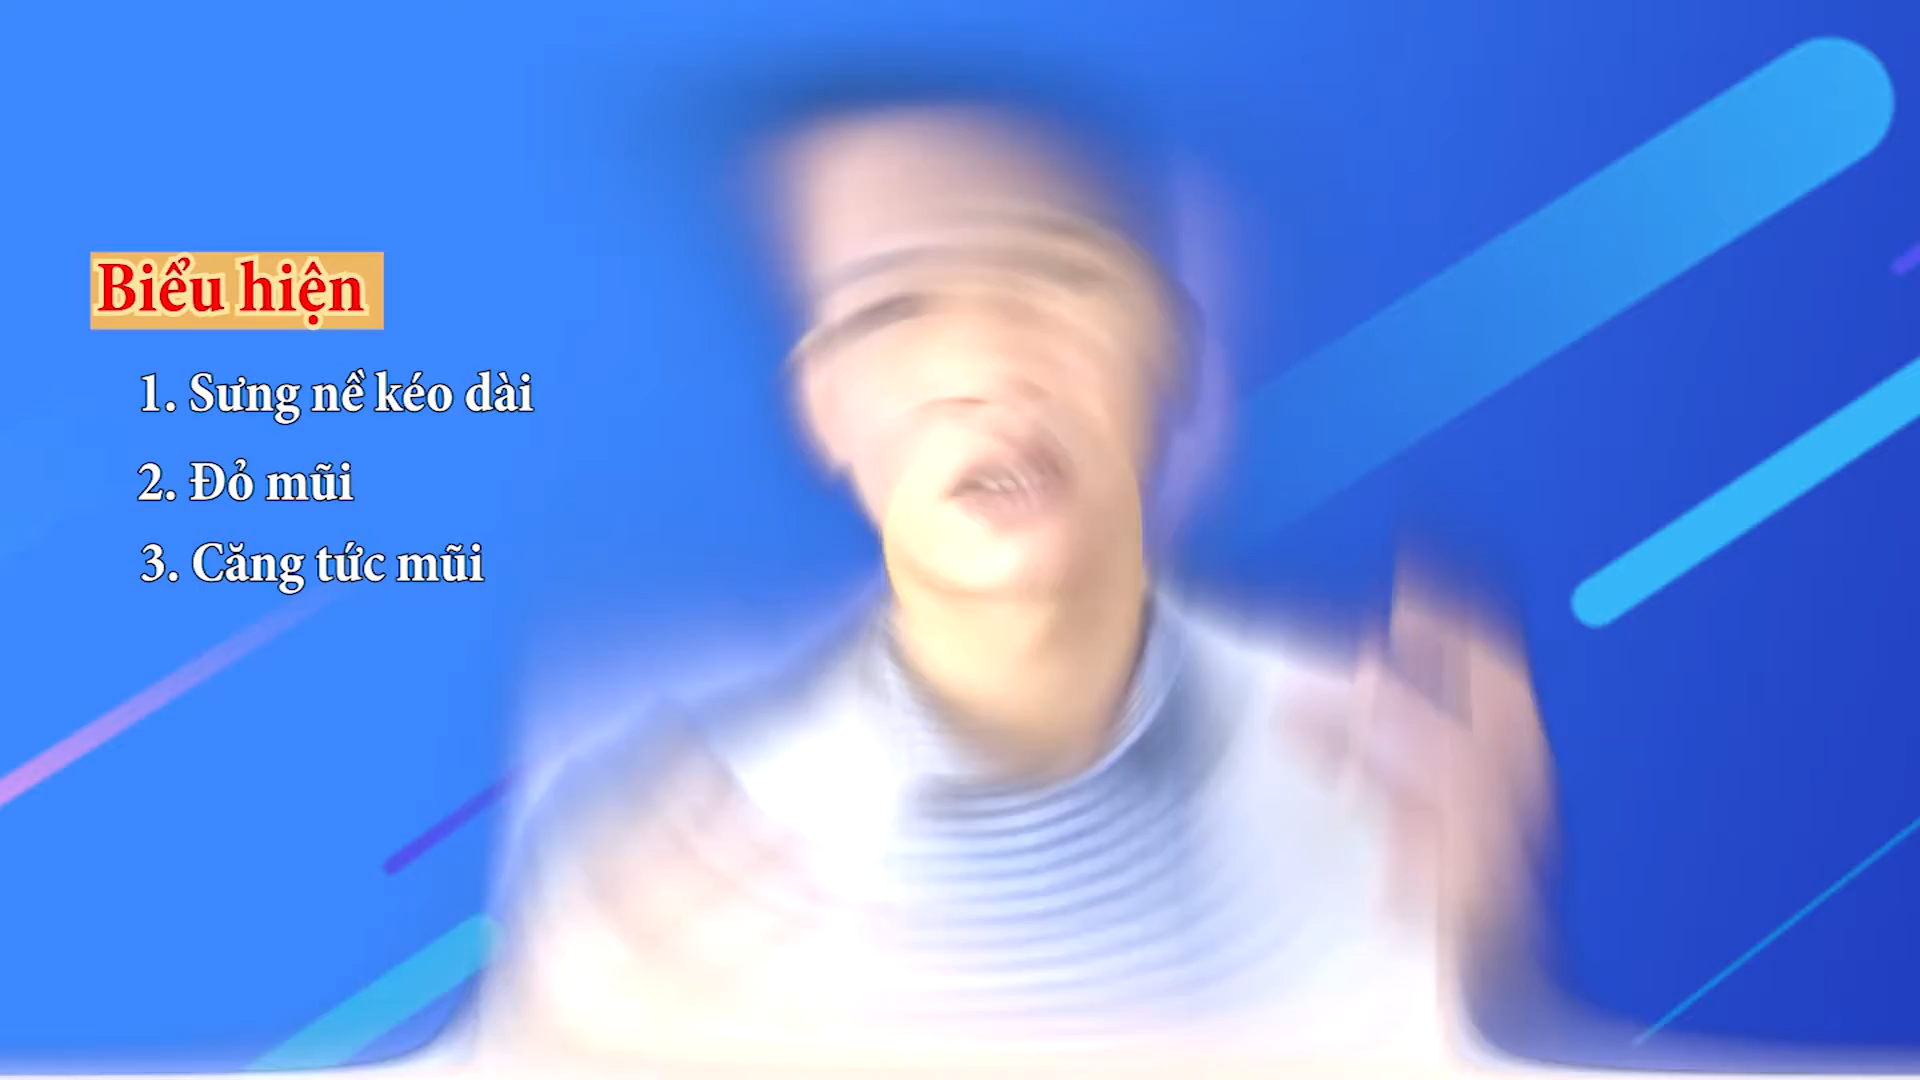 Biểu hiện
1. Sưng nề kéo dài
2. Đỏ mũi
3. Căng tức mũi